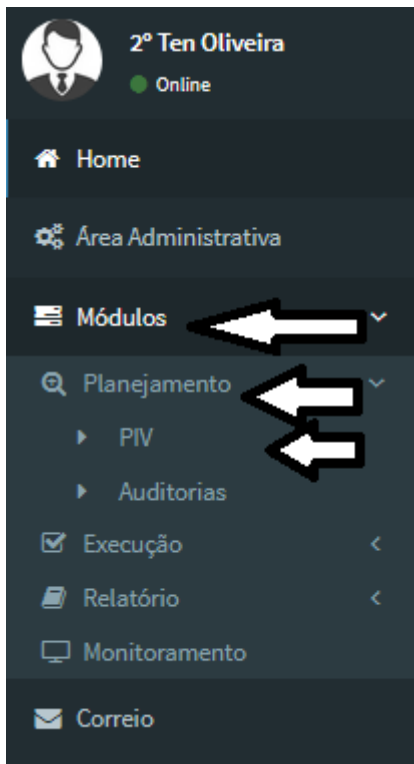 2º Ten Oliveira
Online
Home
Área Administrativa
Módulos
Planejamento
PIV
Auditorias
Execução
Relatório
Monitoramento
Correio